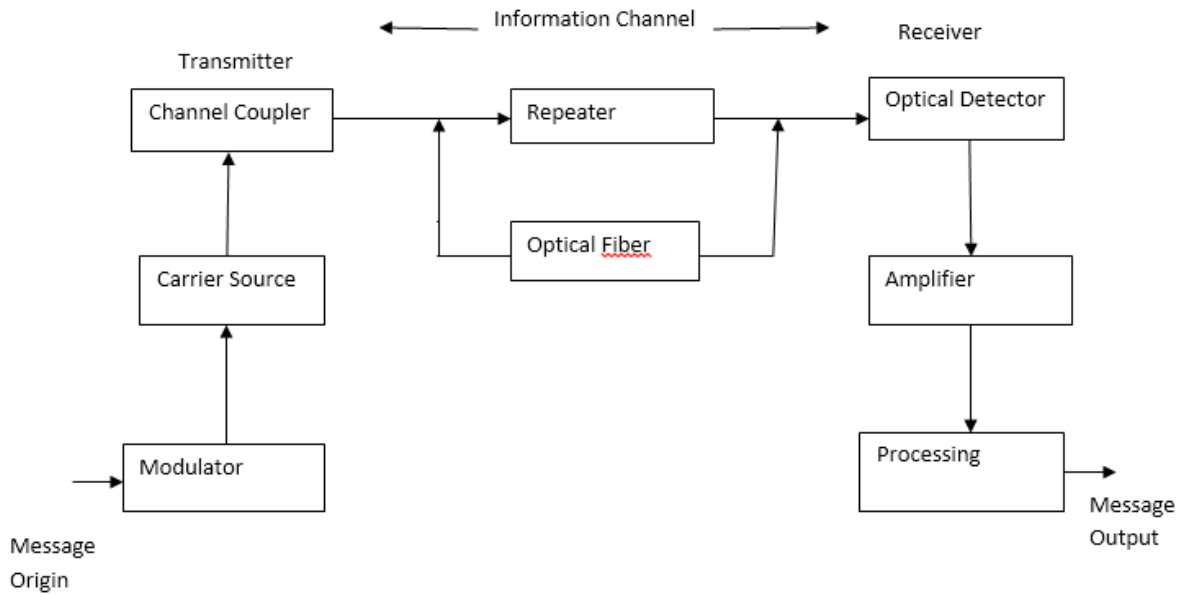 Information Channel
Receiver
Transmitter
Channel Coupler
Repeater
Optical Detector
Optical Fiber
Carrier Source
Amplifier
Modulator
Processing
Message
Origin
Message
Output